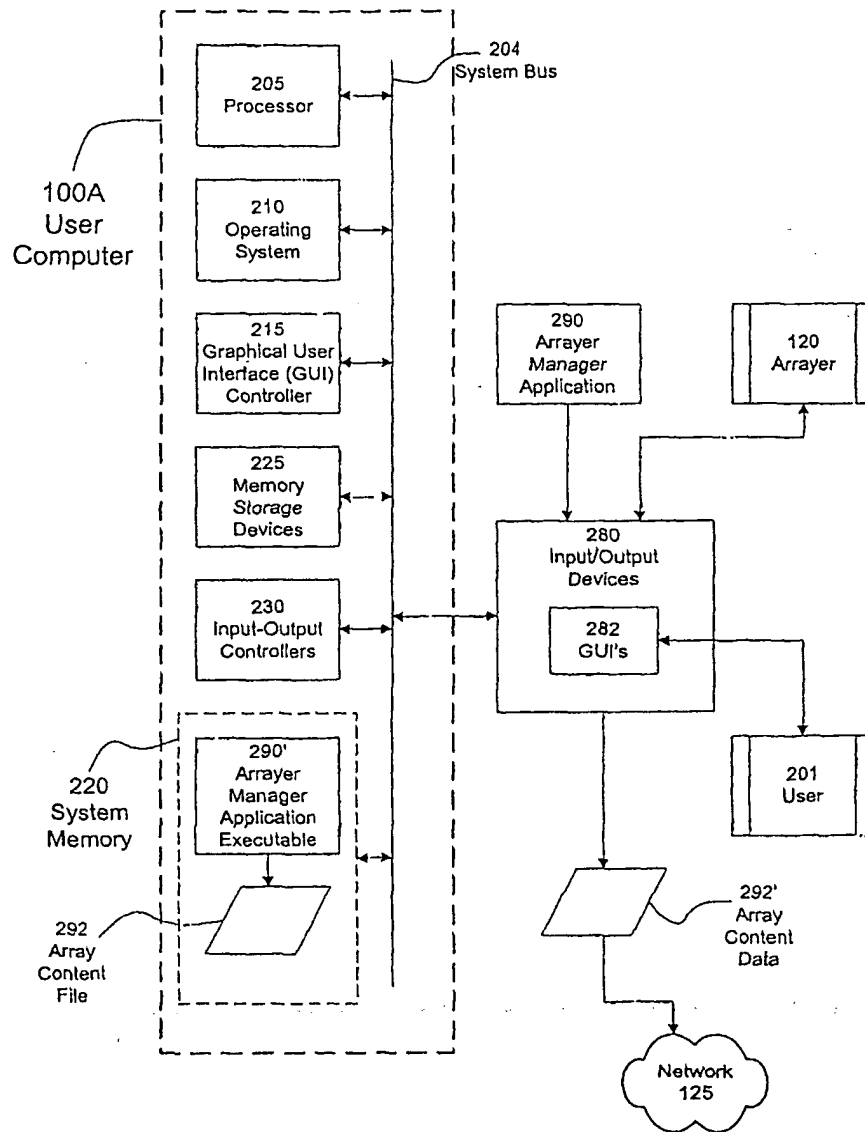 204
System Bus
205
Processor
100A
User
Computer
210
Operating
System
215
Graphical User
Interface (GUI)
Controller
225
Memory
Storage
Devices
230
Input-Output
Controllers
220
System
Memory
290'
Arrayer
Manager
Application
Executable
292
Array
Content
File
290
Arrayer
Manager
Application
120
Arrayer
280
Input/Output
Devices
282
GUI's
201
User
292'
Array
Content
Data
Network
125